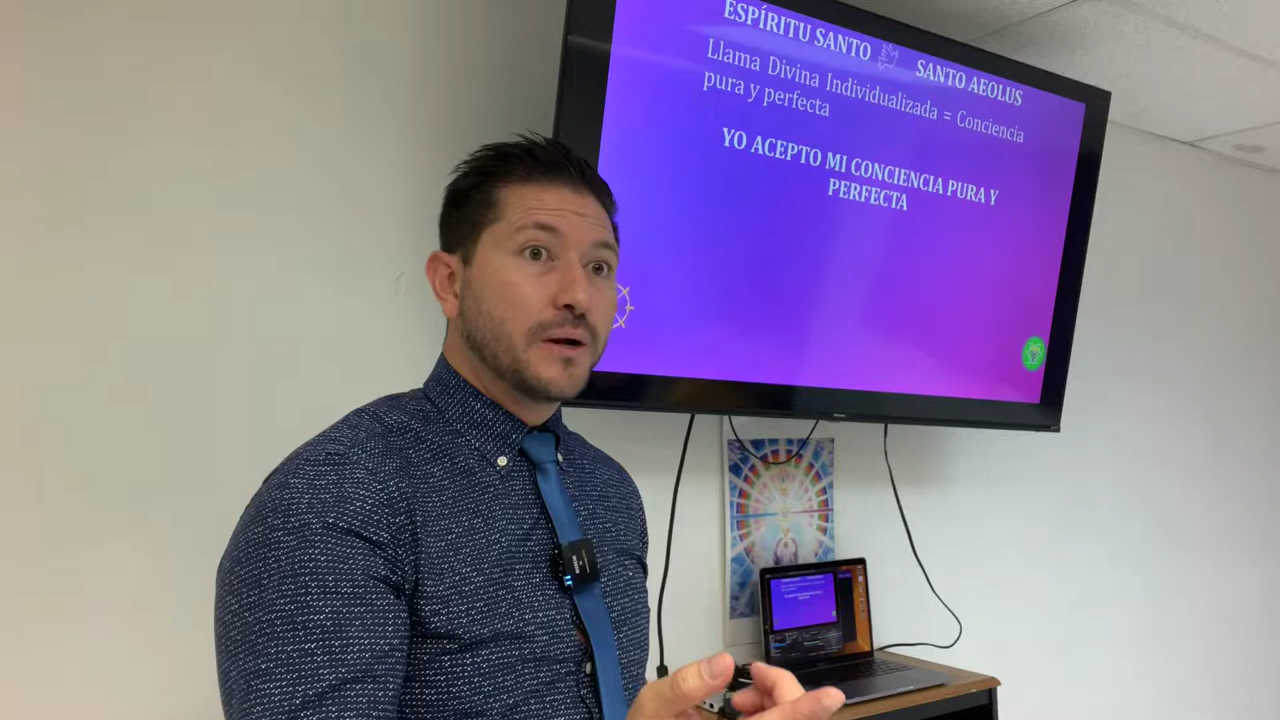 ESPÍRITU SANTO SANTO AEOLUS
Llama Divina Individualizada = Conciencia
pura y perfecta
YO ACEPTO MI CONCIENCIA PURA Y
PERFECTA